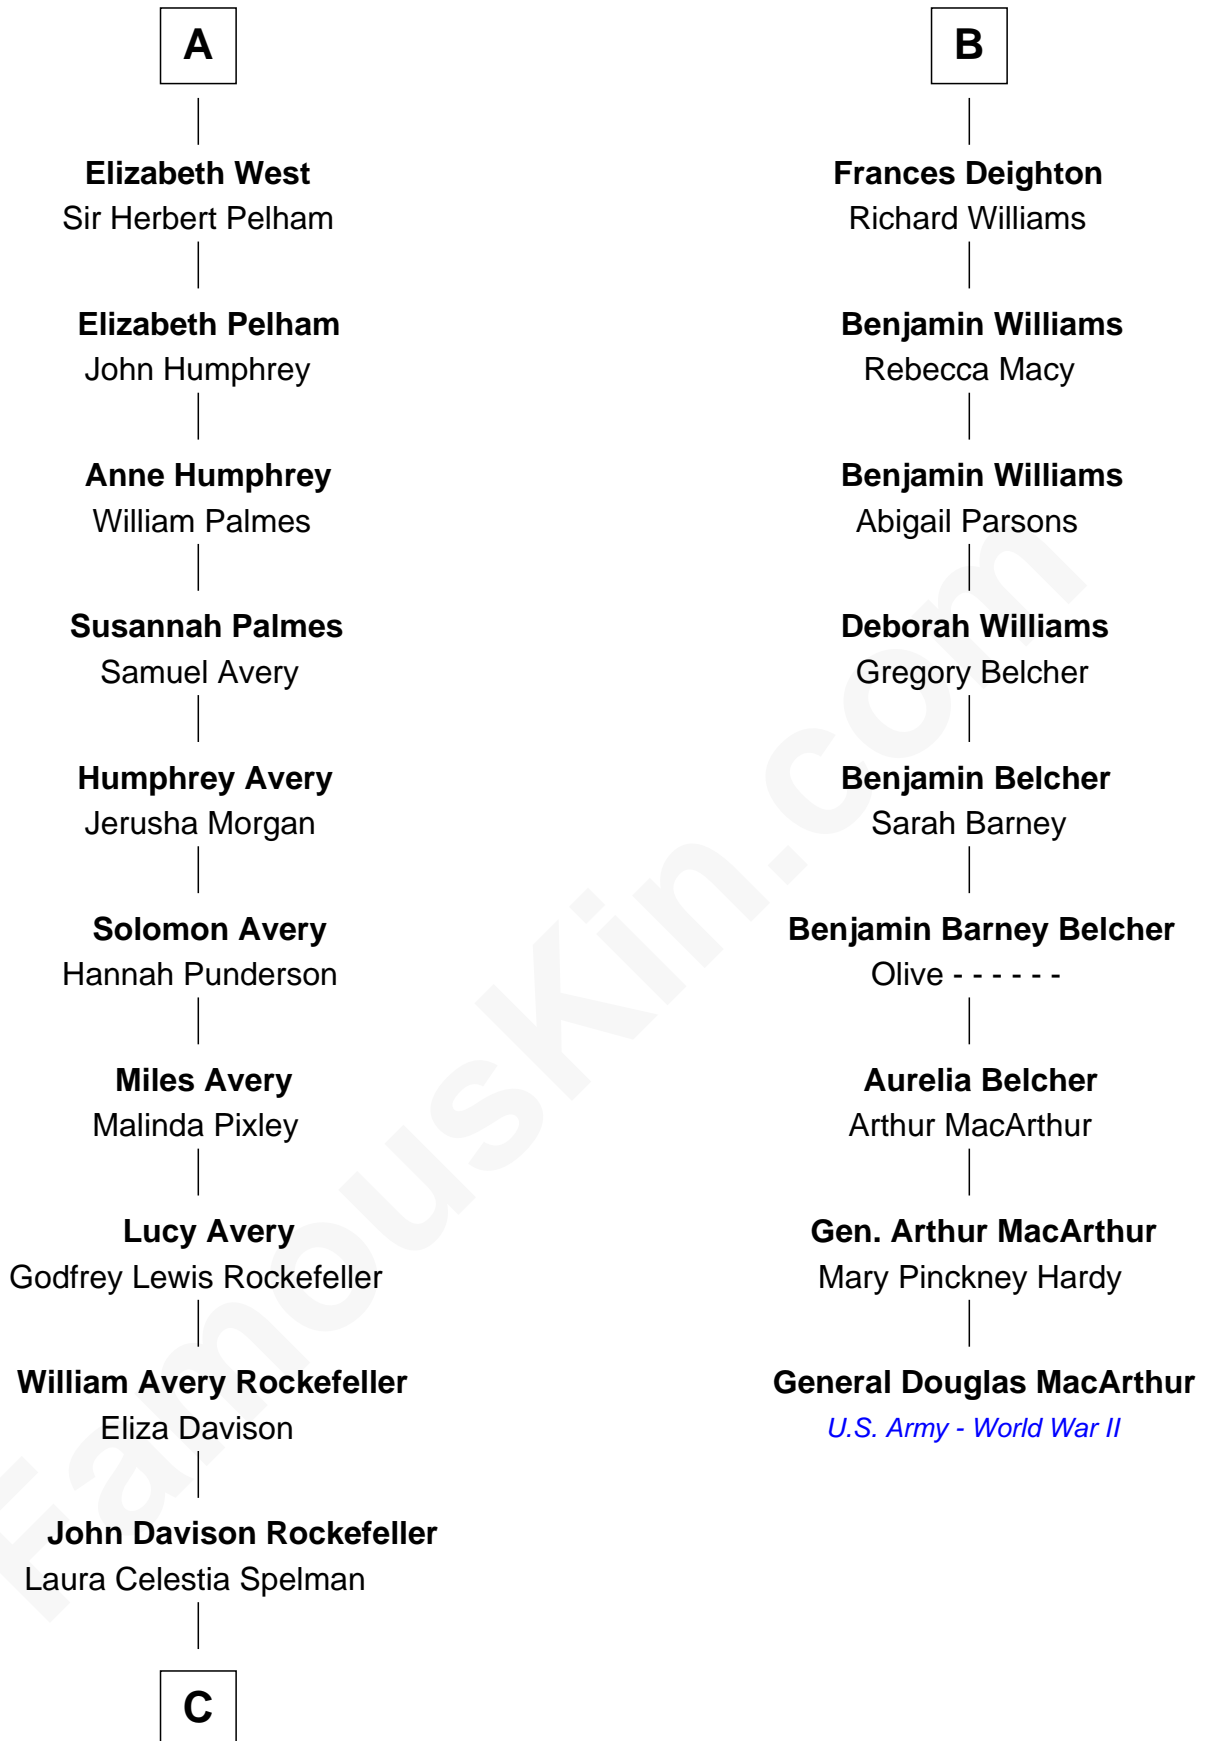 A
Elizabeth West
Sir Herbert Pelham
Elizabeth Pelham
John Humphrey
Anne Humphrey
William Palmes
Susannah Palmes
Samuel Avery
Humphrey Avery
Jerusha Morgan
Solomon Avery
Hannah Punderson
Miles Avery
Malinda Pixley
Lucy Avery
Godfrey Lewis Rockefeller
William Avery Rockefeller
Eliza Davison
John Davison Rockefeller
Laura Celestia Spelman
C
B
Frances Deighton
Richard Williams
Benjamin Williams
Rebecca Macy
Benjamin Williams
Abigail Parsons
Deborah Williams
Gregory Belcher
Benjamin Belcher
Sarah Barney
Benjamin Barney Belcher
Olive - - - - - -
Aurelia Belcher
Arthur MacArthur
Gen. Arthur MacArthur
Mary Pinckney Hardy
General Douglas MacArthur
U.S. Army - World War II
FamousKin.com